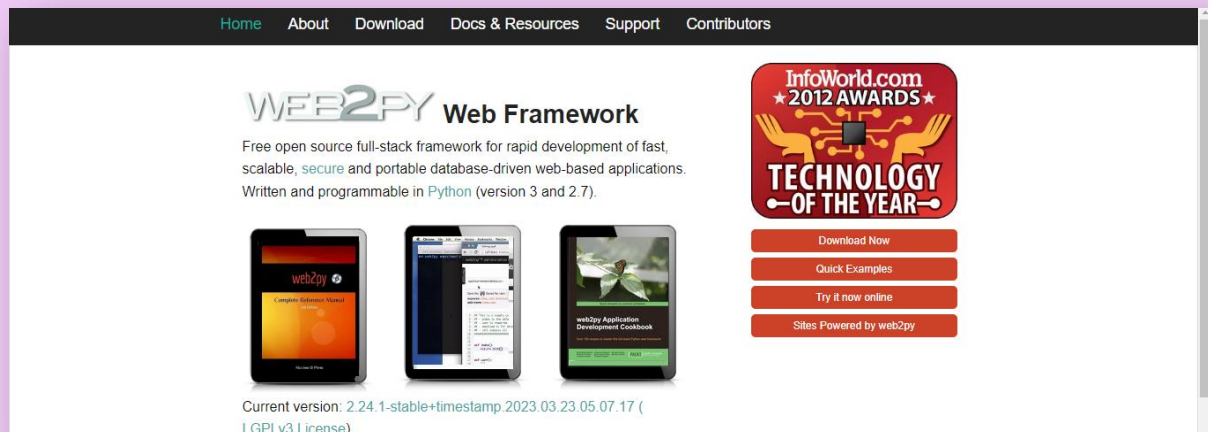 Home About Download Docs & Resources Support Contributors
WEB2PY Web Framework
Free open source full-stack framework for rapid development of fast,
scalable, secure and portable database-driven web-based applications.
Written and programmable in Python (version 3 and 2.7).
web2py
Complete Reference Manual
web2py Application
Development Cookbook
Current version: 2.24.1-stable+timestamp.2023.03.23.05.07.17 (
LGPLv3 License)
InfoWorld.com
2012 AWARDS
TECHNOLOGY
OF THE YEAR
Download Now
Quick Examples
Try it now online
Sites Powered by web2py